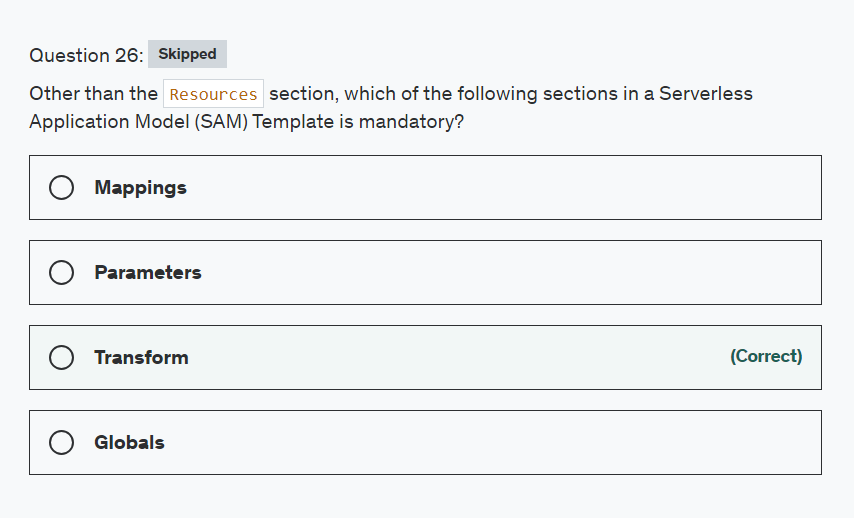 Question 26: Skipped
Other than the Resources section, which of the following sections in a Serverless
Application Model (SAM) Template is mandatory?
Mappings
Parameters
Transform (Correct)
Globals